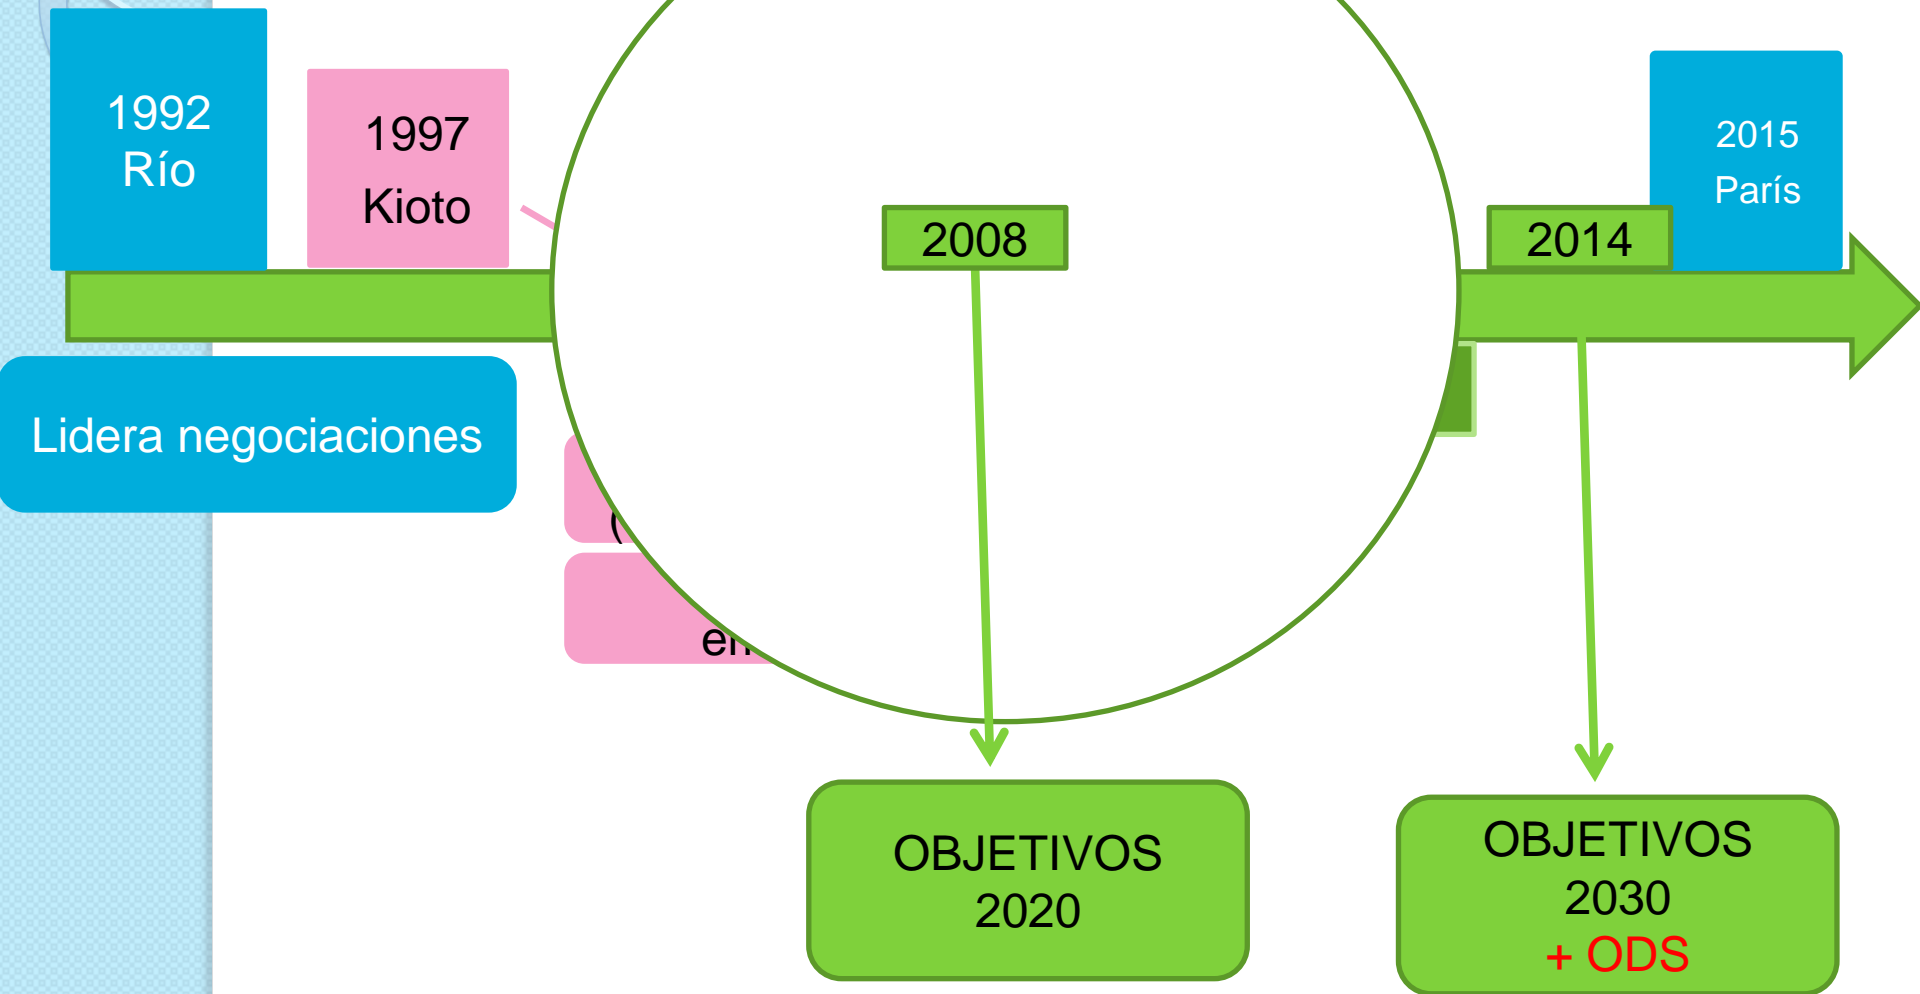 1992
Río
1997
Kioto
2008
2014
2015
París
Lidera negociaciones
(
OBJETIVOS
2020
OBJETIVOS
2030
+ ODS